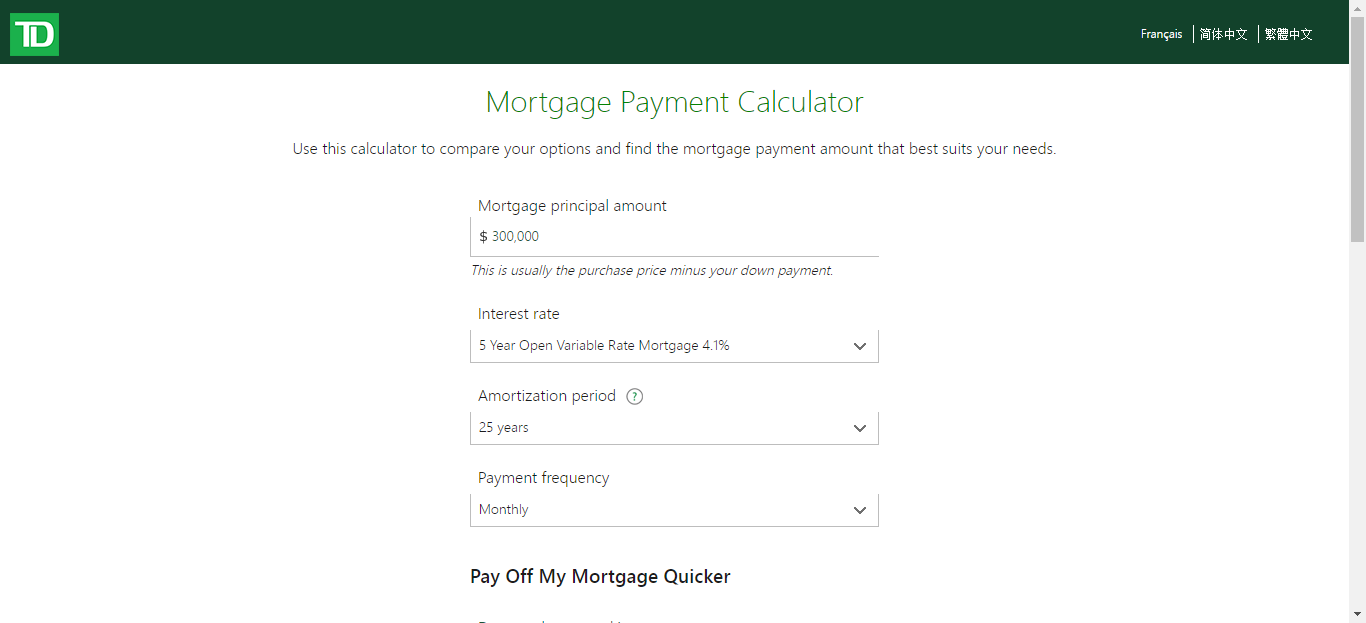 TD
Français
简体中文
繁體中文
Mortgage Payment Calculator
Use this calculator to compare your options and find the mortgage payment amount that best suits your needs.
Mortgage principal amount
$ 300,000
This is usually the purchase price minus your down payment.
Interest rate
5 Year Open Variable Rate Mortgage 4.1%
Amortization period ?
25 years
Payment frequency
Monthly
Pay Off My Mortgage Quicker